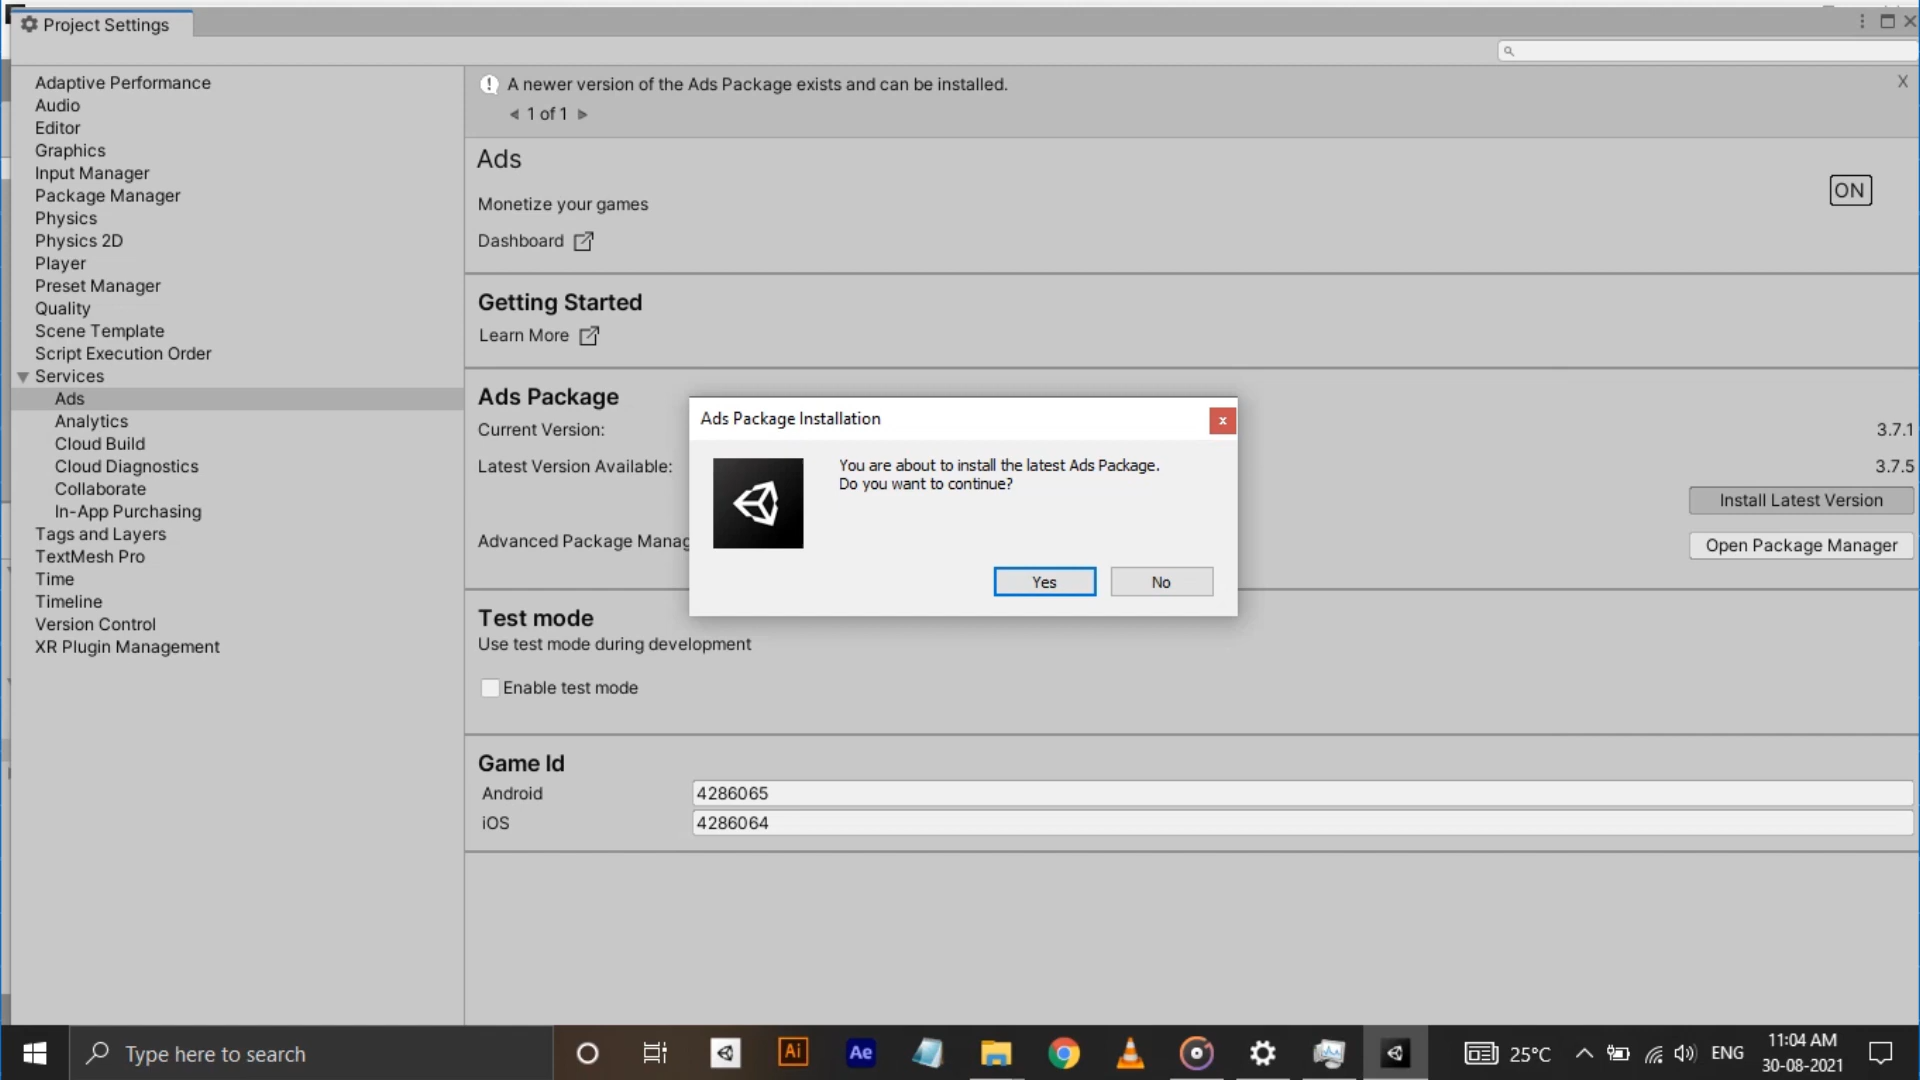 Project Settings
Adaptive Performance
Audio
Editor
Graphics
Input Manager
Package Manager
Physics
Physics 2D
Player
Preset Manager
Quality
Scene Template
Script Execution Order
Services
Ads
Analytics
Cloud Build
Cloud Diagnostics
Collaborate
In-App Purchasing
Tags and Layers
TextMesh Pro
Time
Timeline
Version Control
XR Plugin Management
A newer version of the Ads Package exists and can be installed.
X
1 of 1
Ads
ON
Monetize your games
Dashboard
Getting Started
Learn More
Ads Package
Current Version:
3.7.1
Latest Version Available:
3.7.5
Install Latest Version
Advanced Package Manag
Open Package Manager
Ads Package Installation
x
You are about to install the latest Ads Package.
Do you want to continue?
Yes
No
Test mode
Use test mode during development
Enable test mode
Game Id
Android
4286065
iOS
4286064
Type here to search
Ai
Ae
25°C
ENG
11:04 AM
30-08-2021